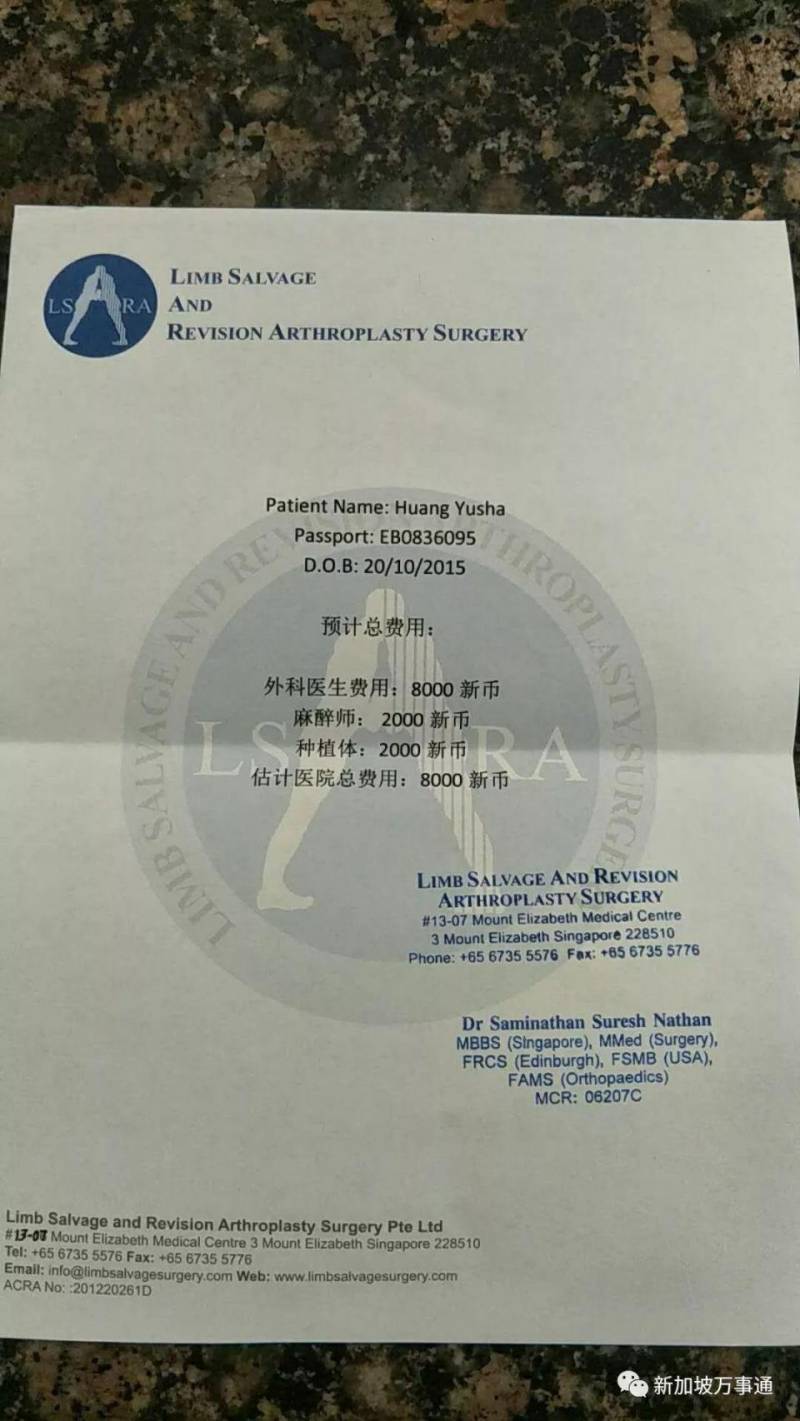 LSARA
LIMB SALVAGE
AND
REVISION ARTHROPLASTY SURGERY
Patient Name: Huang Yusha
Passport: EB0836095
D.O.B: 20/10/2015
预计总费用：
外科医生费用：8000 新币
麻醉师： 2000 新币
种植体：2000 新币
估计医院总费用：8000 新币
LSARA
LIMB SALVAGE AND REVISION ARTHROPLASTY SURGERY
LIMB SALVAGE AND REVISION
ARTHROPLASTY SURGERY
#13-07 Mount Elizabeth Medical Centre
3 Mount Elizabeth Singapore 228510
Phone: +65 6735 5576 Fax: +65 6735 5776
Dr Saminathan Suresh Nathan
MBBS (Singapore), MMed (Surgery),
FRCS (Edinburgh), FSMB (USA),
FAMS (Orthopaedics)
MCR: 06207C
Limb Salvage and Revision Arthroplasty Surgery Pte Ltd
Mount Elizabeth Medical Centre 3 Mount Elizabeth Singapore 228510
Tel: +65 6735 5576 Fax: +65 6735 5776
Email: info@limbsalvagesurgery.com Web: www.limbsalvagesurgery.com
ACRA No: :201220261D
新加坡万事通